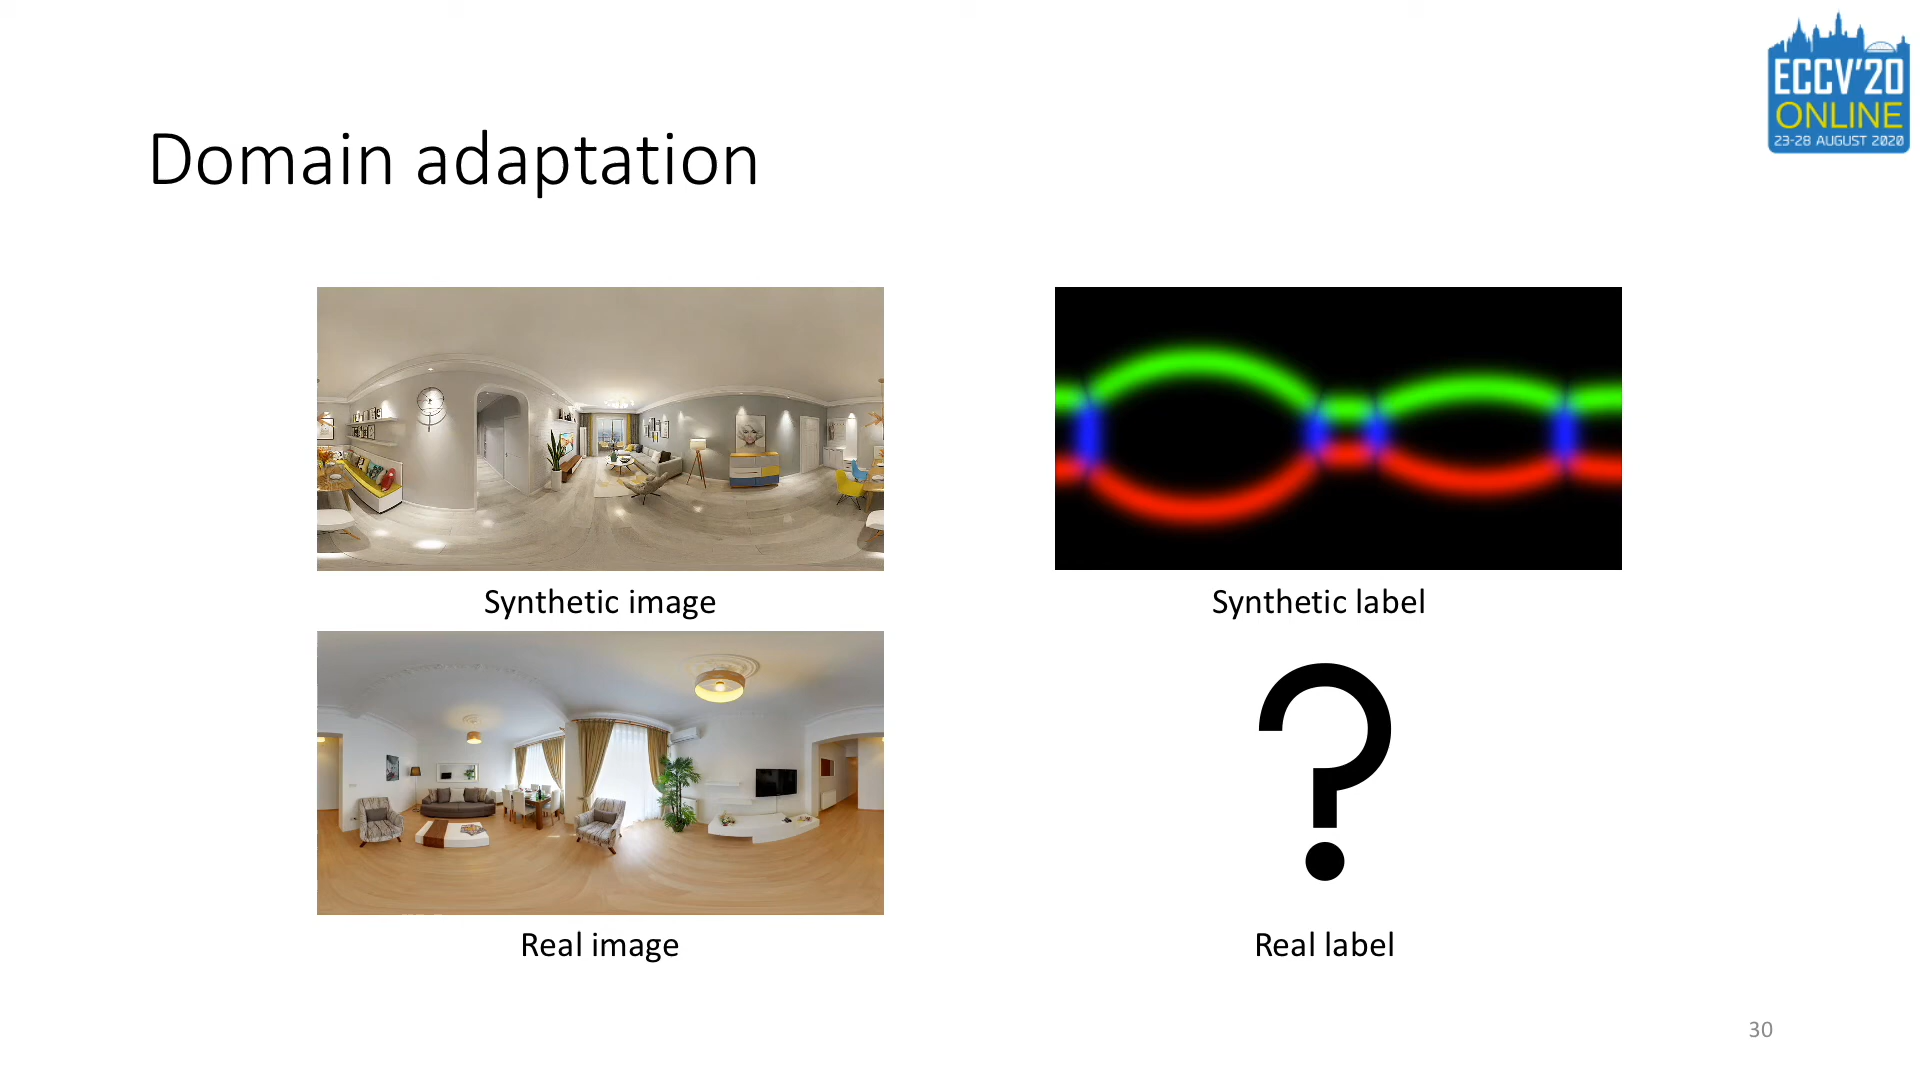 ECCV'20
ONLINE
23-28 AUGUST 2020
Domain adaptation
Synthetic image
Synthetic label
Real image
Real label
30